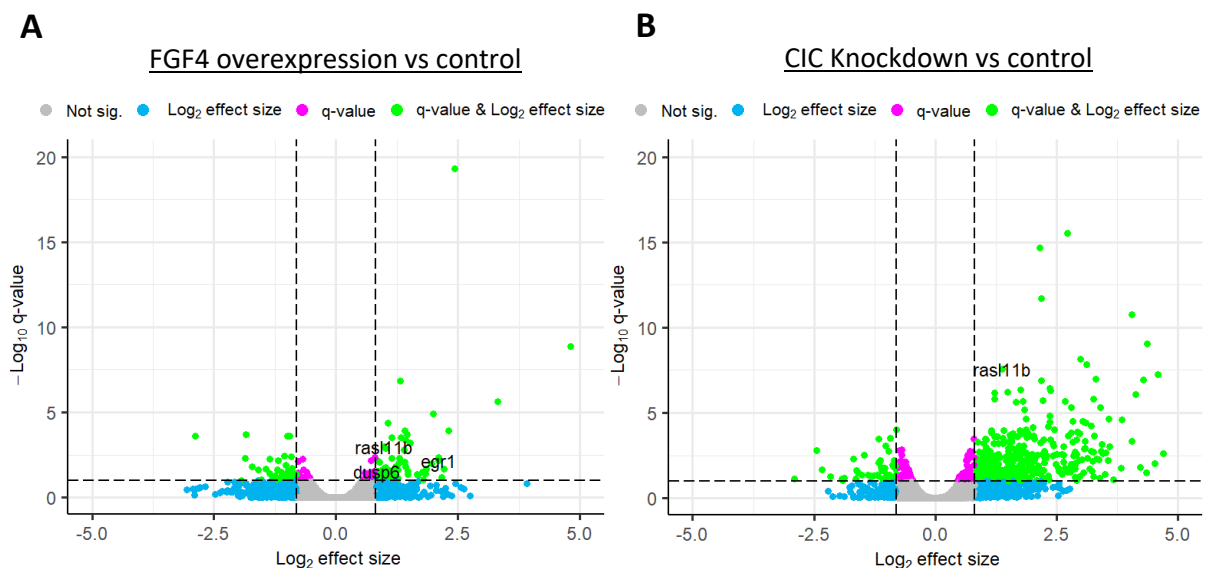 A
FGF4 overexpression vs control
Not sig. Log₂ effect size q-value q-value & Log₂ effect size
20
15
10
5
0
− Log₁₀ q-value
rasl11b
egr1
dusp6
-5.0 -2.5 0.0 2.5 5.0
Log₂ effect size
B
CIC Knockdown vs control
Not sig. Log₂ effect size q-value q-value & Log₂ effect size
20
15
10
5
0
− Log₁₀ q-value
rasl11b
-5.0 -2.5 0.0 2.5 5.0
Log₂ effect size